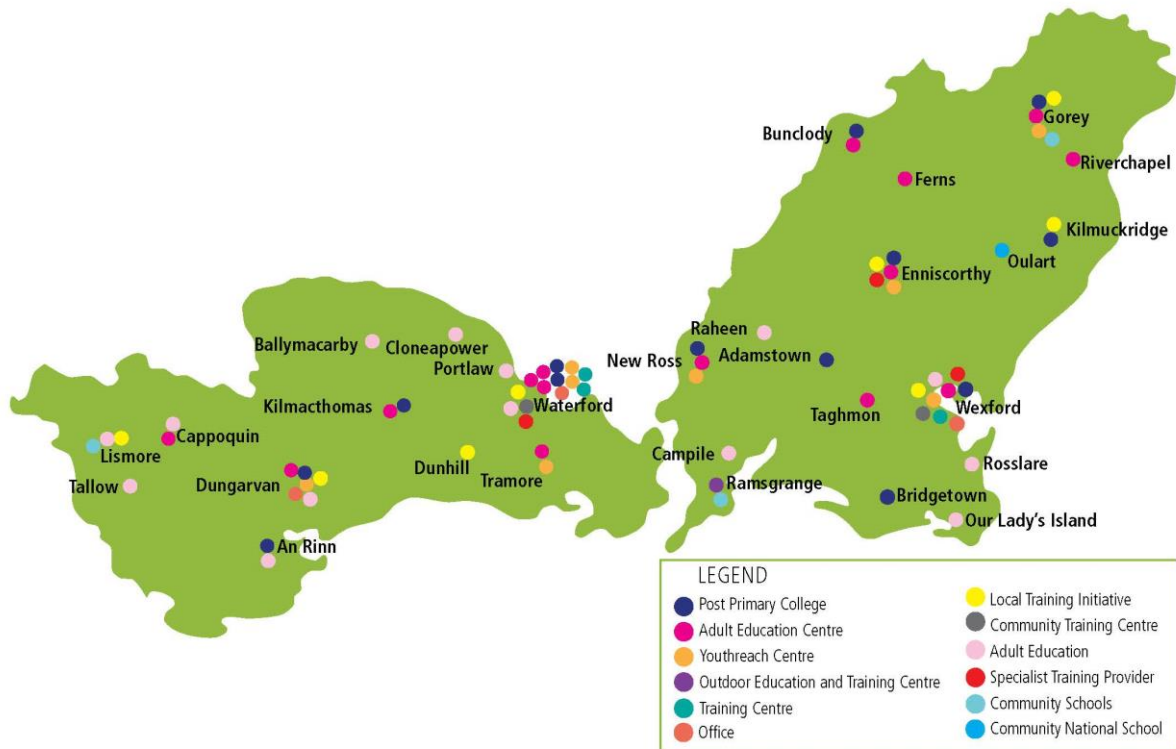 Gorey
Bunclody
Riverchapel
Ferns
Kilmuckridge
Oulart
Enniscorthy
Raheen
Ballymacarby
Cloneapower
Portlaw
New Ross
Adamstown
Kilmacthomas
Waterford
Taghmon
Wexford
Cappoquin
Lismore
Dunhill
Campile
Rosslare
Tramore
Tallow
Dungarvan
Ramsgrange
Bridgetown
Our Lady's Island
An Rinn
LEGEND
Post Primary College
Adult Education Centre
Youthreach Centre
Outdoor Education and Training Centre
Training Centre
Office
Local Training Initiative
Community Training Centre
Adult Education
Specialist Training Provider
Community Schools
Community National School